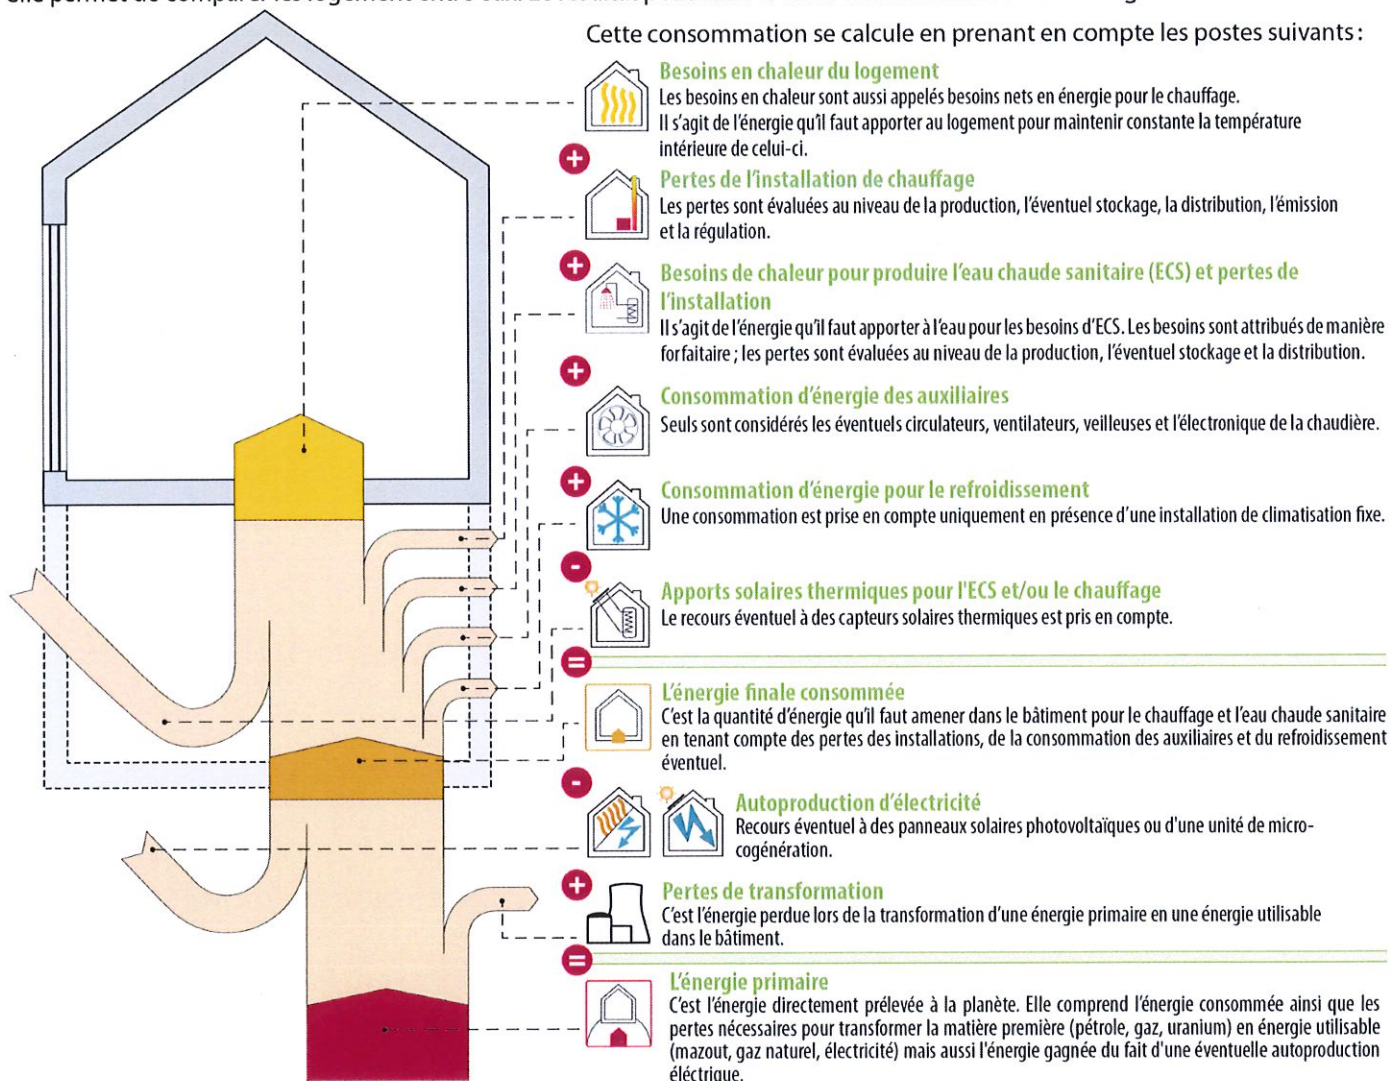 Cette consommation se calcule en prenant en compte les postes suivants :
Besoins en chaleur du logement
Les besoins en chaleur sont aussi appelés besoins nets en énergie pour le chauffage.
Il s'agit de l'énergie qu'il faut apporter au logement pour maintenir constante la température
intérieure de celui-ci.
+
Pertes de l'installation de chauffage
Les pertes sont évaluées au niveau de la production, l'éventuel stockage, la distribution, l'émission
et la régulation.
+
Besoins de chaleur pour produire l'eau chaude sanitaire (ECS) et pertes de
l'installation
Il s'agit de l'énergie qu'il faut apporter à l'eau pour les besoins d'ECS. Les besoins sont attribués de manière
forfaitaire ; les pertes sont évaluées au niveau de la production, l'éventuel stockage et la distribution.
+
Consommation d'énergie des auxiliaires
Seuls sont considérés les éventuels circulateurs, ventilateurs, veilleuses et l'électronique de la chaudière.
+
Consommation d'énergie pour le refroidissement
Une consommation est prise en compte uniquement en présence d'une installation de climatisation fixe.
-
Apports solaires thermiques pour l'ECS et/ou le chauffage
Le recours éventuel à des capteurs solaires thermiques est pris en compte.
=
L'énergie finale consommée
C'est la quantité d'énergie qu'il faut amener dans le bâtiment pour le chauffage et l'eau chaude sanitaire
en tenant compte des pertes des installations, de la consommation des auxiliaires et du refroidissement
éventuel.
-
Autoproduction d'électricité
Recours éventuel à des panneaux solaires photovoltaïques ou d'une unité de micro-
cogénération.
+
Pertes de transformation
C'est l'énergie perdue lors de la transformation d'une énergie primaire en une énergie utilisable
dans le bâtiment.
=
L'énergie primaire
C'est l'énergie directement prélevée à la planète. Elle comprend l'énergie consommée ainsi que les
pertes nécessaires pour transformer la matière première (pétrole, gaz, uranium) en énergie utilisable
(mazout, gaz naturel, électricité) mais aussi l'énergie gagnée du fait d'une éventuelle autoproduction
éléctrique.